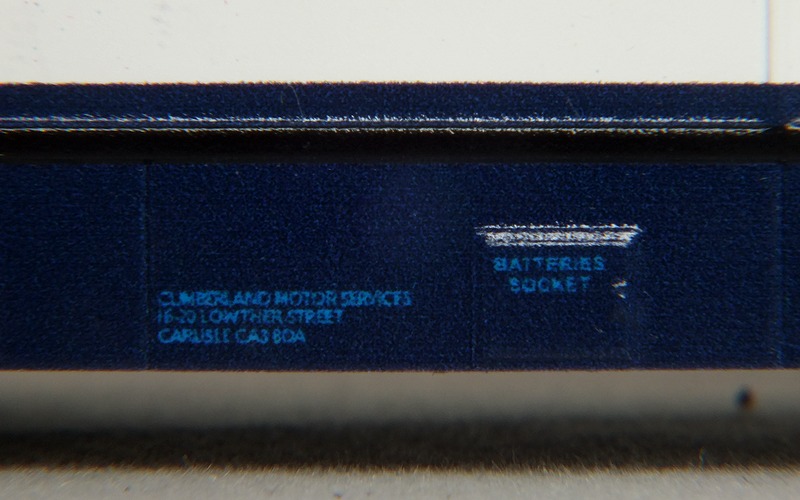 CUMBERLAND MOTOR SERVICES
16-20 LOWTHER STREET
CARLISLE CA3 8DA
BATTERIES
SOCKET